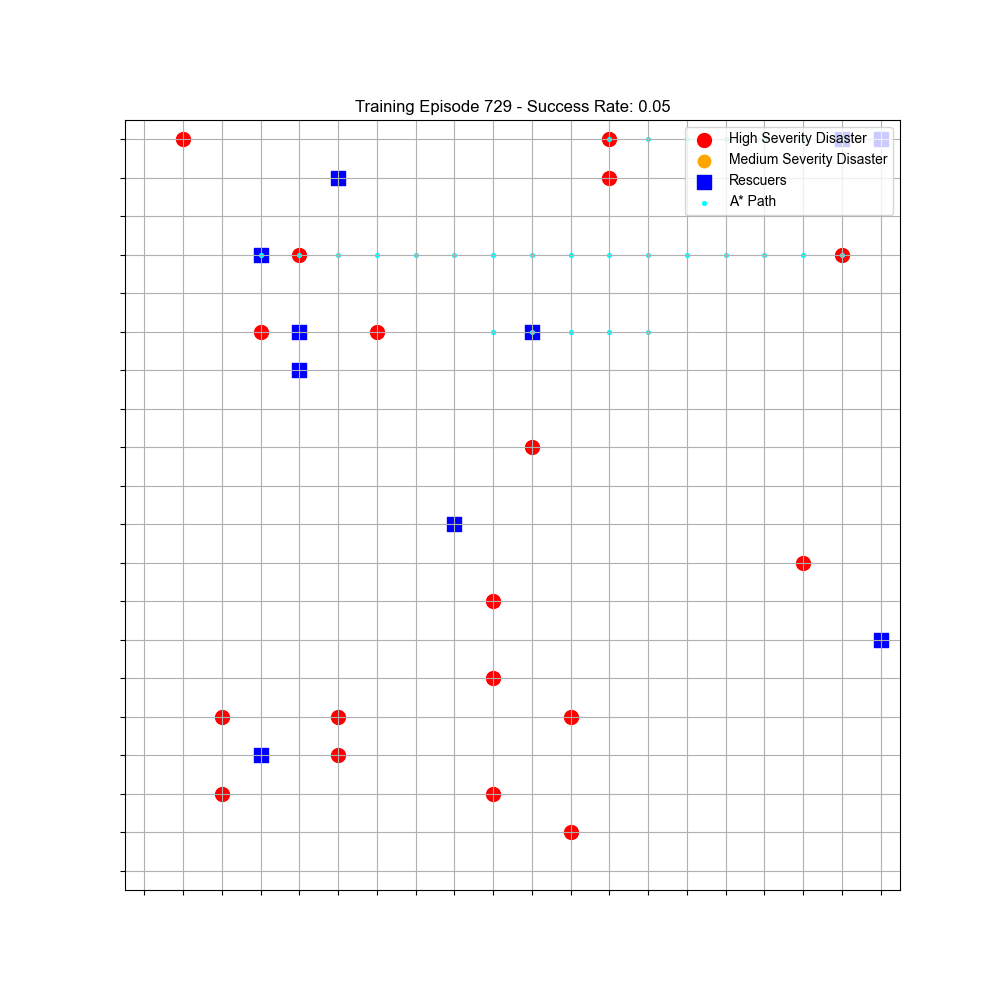 Training Episode 729 - Success Rate: 0.05
High Severity Disaster
Medium Severity Disaster
Rescuers
A* Path